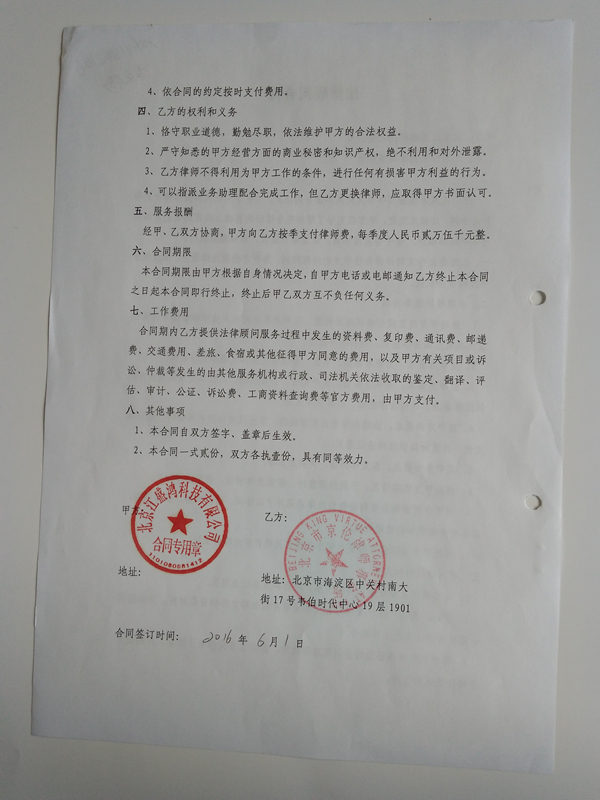 4、依合同的约定按时支付费用。
四、乙方的权利和义务
1、恪守职业道德，勤勉尽职，依法维护甲方的合法权益。
2、严守知悉的甲方经营方面的商业秘密和知识产权，绝不利用和对外泄露。
3、乙方律师不得利用为甲方工作的条件，进行任何有损害甲方利益的行为。
4、可以指派业务助理配合完成工作，但乙方更换律师，应取得甲方书面认可。
五、服务报酬
经甲、乙双方协商，甲方向乙方按季支付律师费，每季度人民币贰万伍千元整。
六、合同期限
本合同期限由甲方根据自身情况决定，自甲方电话或电邮通知乙方终止本合同
之日起本合同即行终止，终止后甲乙双方互不负任何义务。
七、工作费用
合同期内乙方提供法律顾问服务过程中发生的资料费、复印费、通讯费、邮递
费、交通费用、差旅、食宿或其他征得甲方同意的费用，以及甲方有关项目或诉
讼、仲裁等发生的由其他服务机构或行政、司法机关依法收取的鉴定、翻译、评
估、审计、公证、诉讼费、工商资料查询费等官方费用，由甲方支付。
八、其他事项
1、本合同自双方签字、盖章后生效。
2、本合同一式贰份，双方各执壹份，具有同等效力。
甲方：
北京江盛鸿科技有限公司
合同专用章
1101080581412
乙方：
BEIJING KING VIRTUE ATTORNE
北京市京伦律师
地址：
地址：北京市海淀区中关村南大
街17号韦伯时代中心19层1901
合同签订时间： 2016年6月1日